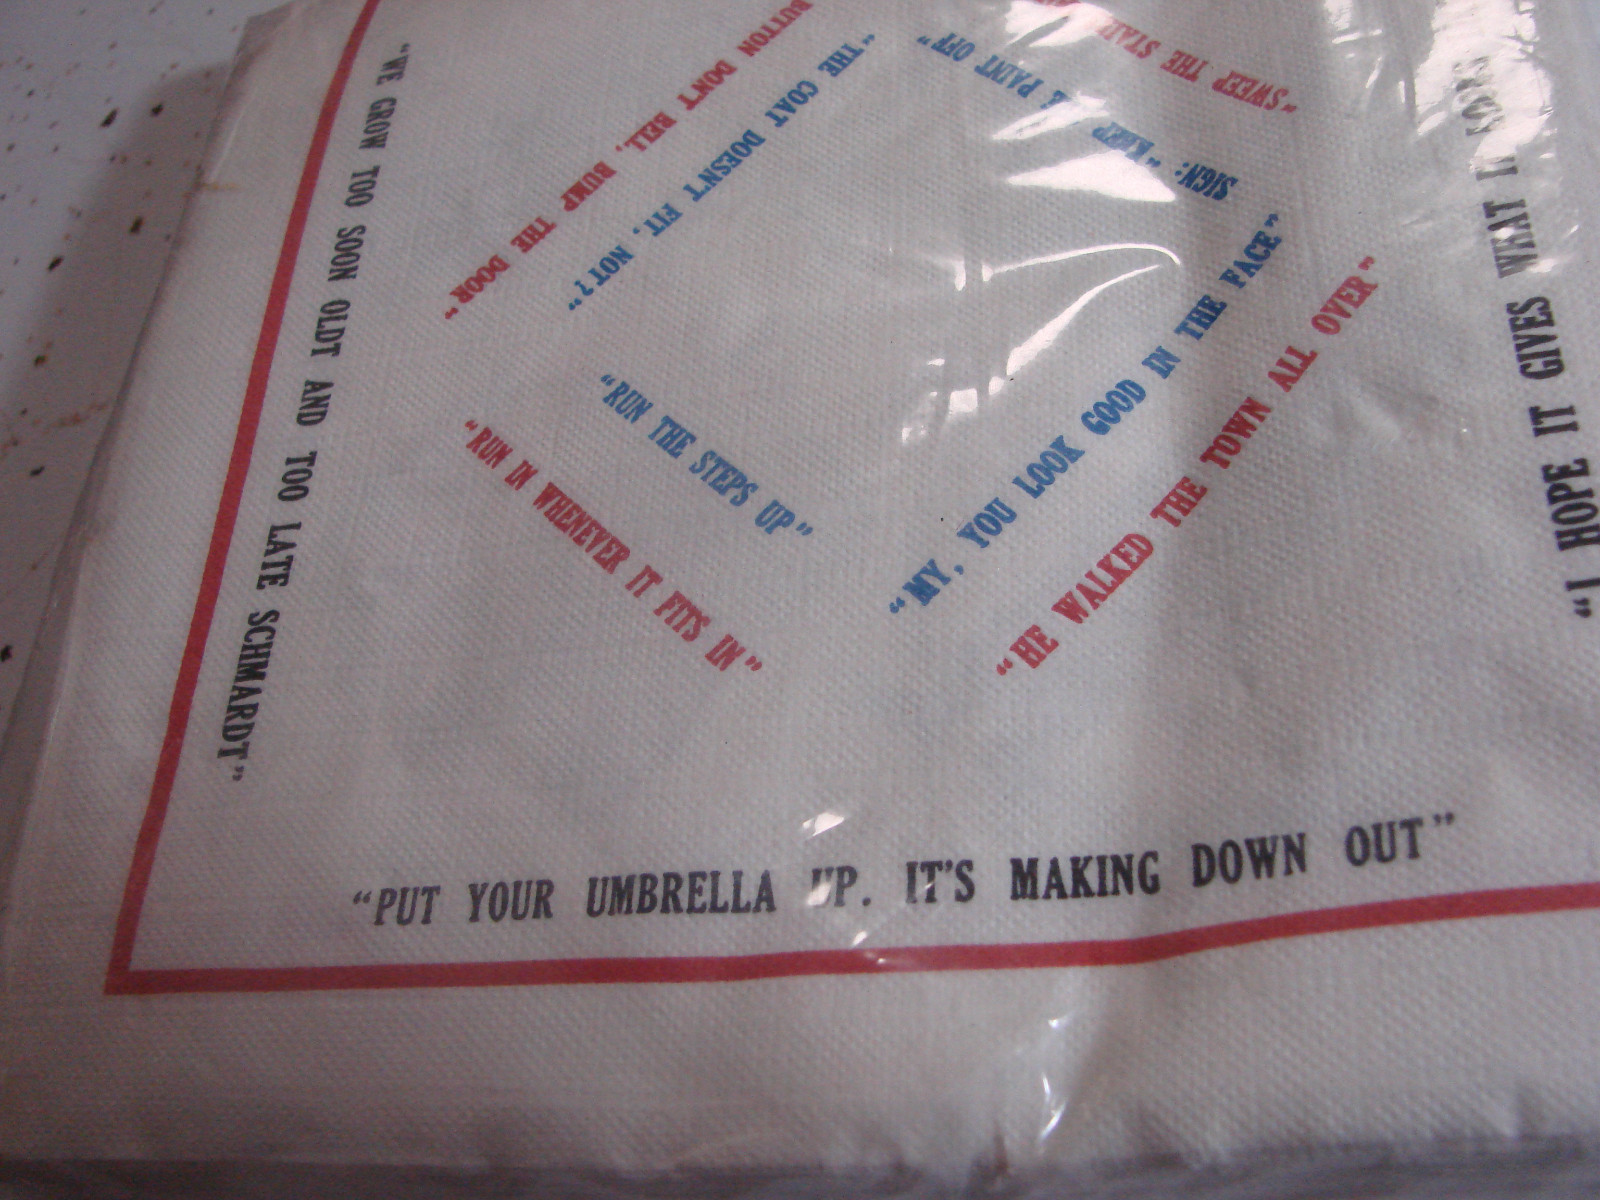 "SWEEP THE
BUTTON DON'T BELL, BUMP THE DOOR"
"THE COAT DOESN'T FIT, NOT?"
SIGN: "KEEP PAINT OFF"
"WE GROW TOO SOON OLDT AND TOO LATE SCHMARDT"
"RUN THE STEPS UP"
"RUN IN WHENEVER IT FITS IN"
"MY, YOU LOOK GOOD IN THE FACE"
"HE WALKED THE TOWN ALL OVER"
"I HOPE IT GIVES WHAT I
"PUT YOUR UMBRELLA UP. IT'S MAKING DOWN OUT"